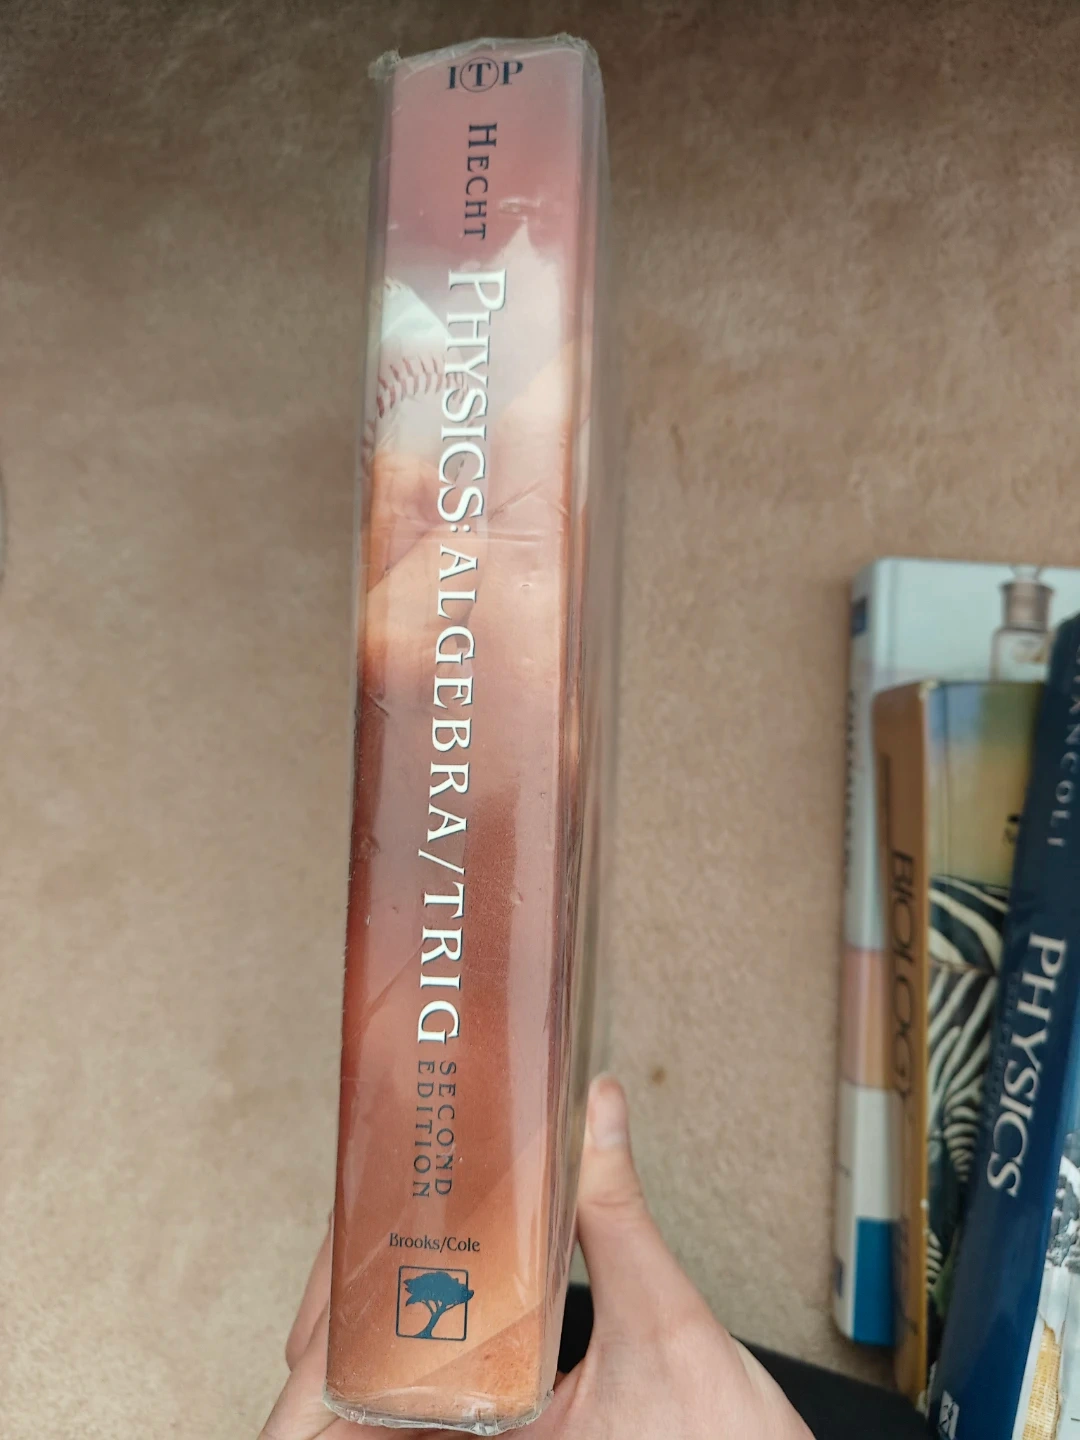 ITP
HECHT
PHYSICS: ALGEBRA/TRIG
SECOND
EDITION
Brooks/Cole
BIOLOGY
PHYSICS